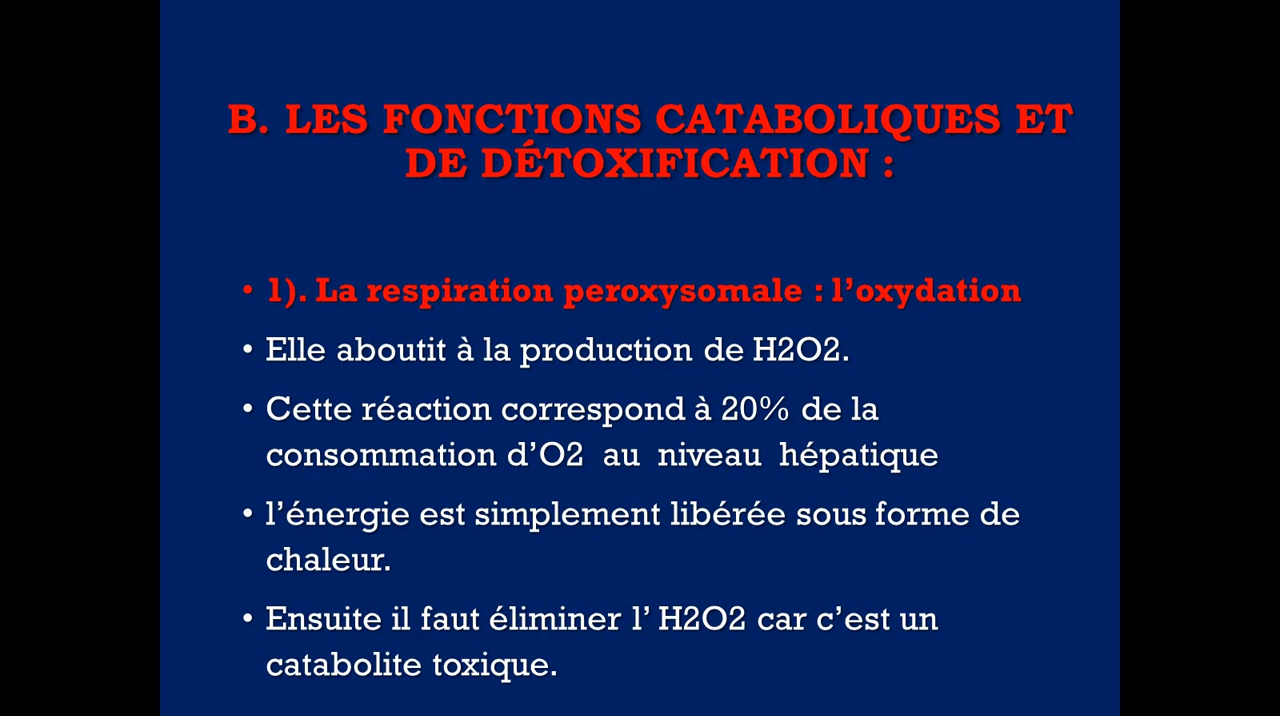 B. LES FONCTIONS CATABOLIQUES ET
DE DÉTOXIFICATION :
• 1). La respiration peroxysomale : l’oxydation
• Elle aboutit à la production de H2O2.
• Cette réaction correspond à 20% de la
consommation d’O2 au niveau hépatique
• l’énergie est simplement libérée sous forme de
chaleur.
• Ensuite il faut éliminer l’ H2O2 car c’est un
catabolite toxique.